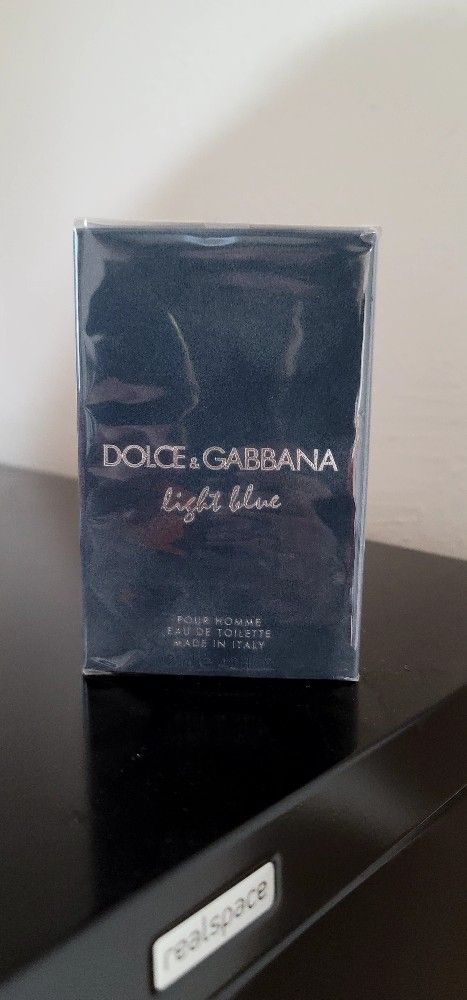 DOLCE & GABBANA
light blue
POUR HOMME
EAU DE TOILETTE
MADE IN ITALY
realspace